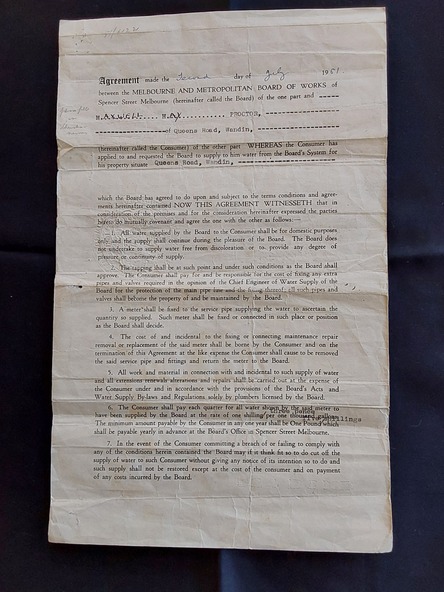 Agreement made the Second day of July 1951
between the MELBOURNE AND METROPOLITAN BOARD OF WORKS of
Spencer Street Melbourne (hereinafter called the Board) of the one part and
PROCTOR,
of Queens Road, Wandin,
(hereinafter called the Consumer) of the other part WHEREAS the Consumer has
applied to and requested the Board to supply to him water from the Board's System for
his property situate Queens Road, Wandin,
which the Board has agreed to do upon and subject to the terms conditions and agree-
ments hereinafter contained NOW THIS AGREEMENT WITNESSETH that in
consideration of the premises and for the consideration hereinafter expressed the parties
hereto do mutually covenant and agree the one with the other as follows:—
1. All water supplied by the Board to the Consumer shall be for domestic purposes
only and the supply shall continue during the pleasure of the Board. The Board does
not undertake to supply water free from discoloration or to provide any degree of
pressure or continuity of supply.
2. The tapping shall be at such point and under such conditions as the Board shall
approve. The Consumer shall pay for and be responsible for the cost of fixing any extra
pipes and valves required in the opinion of the Chief Engineer of Water Supply of the
Board for the protection of the main pipe line and the fixing thereof all such pipes and
valves shall become the property of and be maintained by the Board.
3. A meter shall be fixed to the service pipe supplying the water to ascertain the
quantity so supplied. Such meter shall be fixed or connected in such place or position
as the Board shall decide.
4. The cost of and incidental to the fixing or connecting maintenance repair
removal or replacement of the said meter shall be borne by the Consumer and on the
termination of this Agreement at the like expense the Consumer shall cause to be removed
the said service pipe and fittings and return the meter to the Board.
5. All work and material in connection with and incidental to such supply of water
and all extensions renewals alterations and repairs shall be carried out at the expense of
the Consumer under and in accordance with the provisions of the Board's Acts and
Water Supply By-laws and Regulations solely by plumbers licensed by the Board.
6. The Consumer shall pay each quarter for all water shown by the said meter to
have been supplied by the Board at the rate of one shilling per one thousand gallons
The minimum amount payable by the Consumer in any one year shall be One Pound which
shall be payable yearly in advance at the Board's Office in Spencer Street Melbourne.
7. In the event of the Consumer committing a breach of or failing to comply with
any of the conditions herein contained the Board may if it think fit so to do cut off the
supply of water to such Consumer without giving any notice of its intention so to do and
such supply shall not be restored except at the cost of the consumer and on payment
of any costs incurred by the Board.